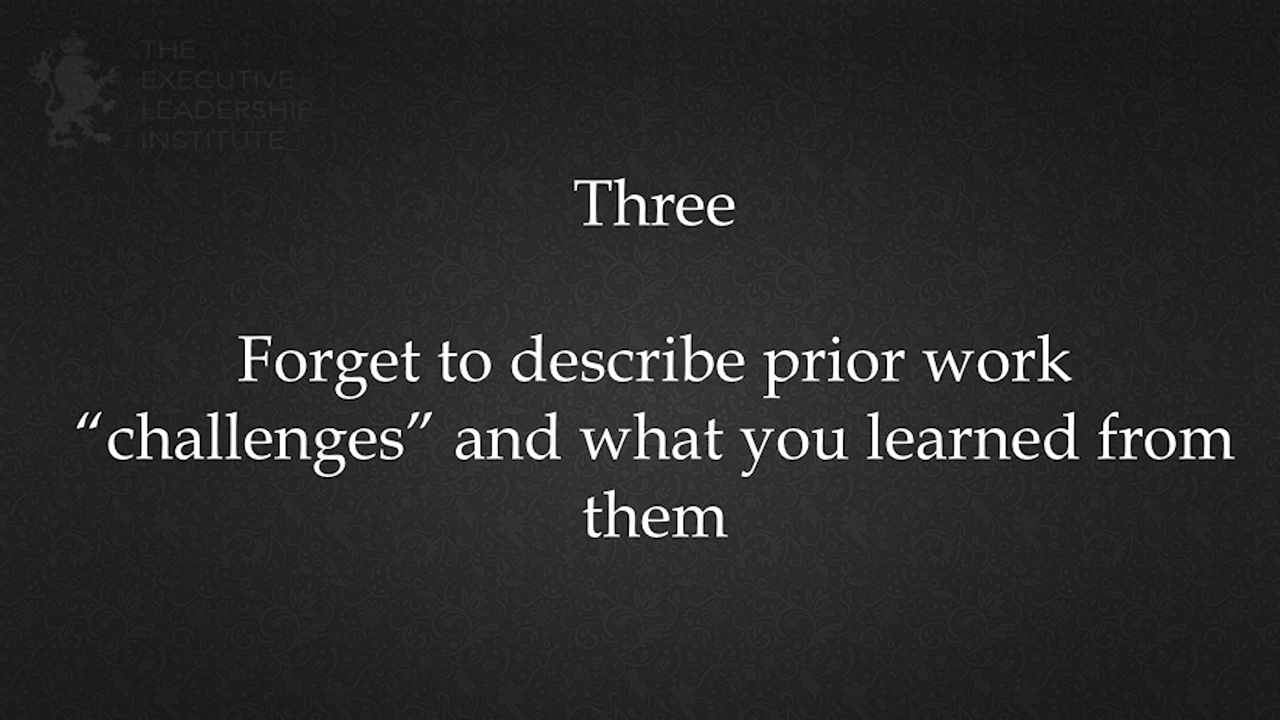 THE
EXECUTIVE
LEADERSHIP
INSTITUTE
Three
Forget to describe prior work
“challenges” and what you learned from
them